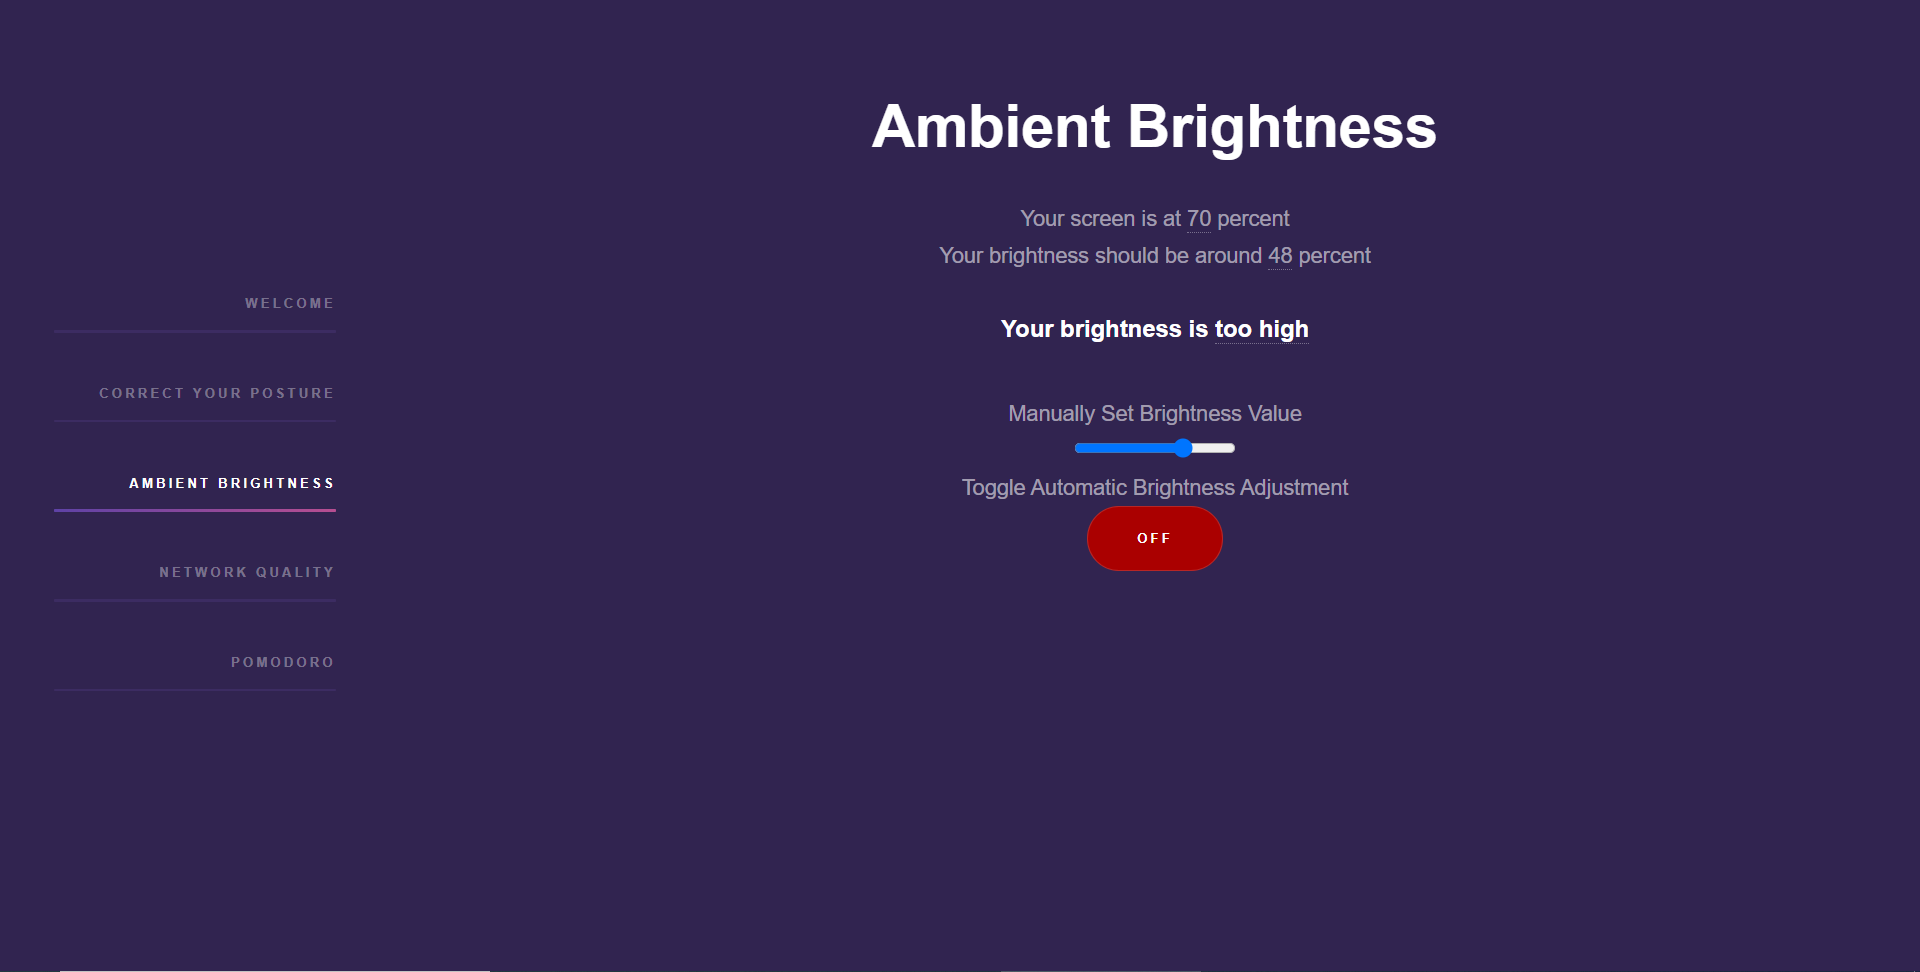 WELCOME
CORRECT YOUR POSTURE
AMBIENT BRIGHTNESS
NETWORK QUALITY
POMODORO
Ambient Brightness
Your screen is at 70 percent
Your brightness should be around 48 percent
Your brightness is too high
Manually Set Brightness Value
Toggle Automatic Brightness Adjustment
OFF